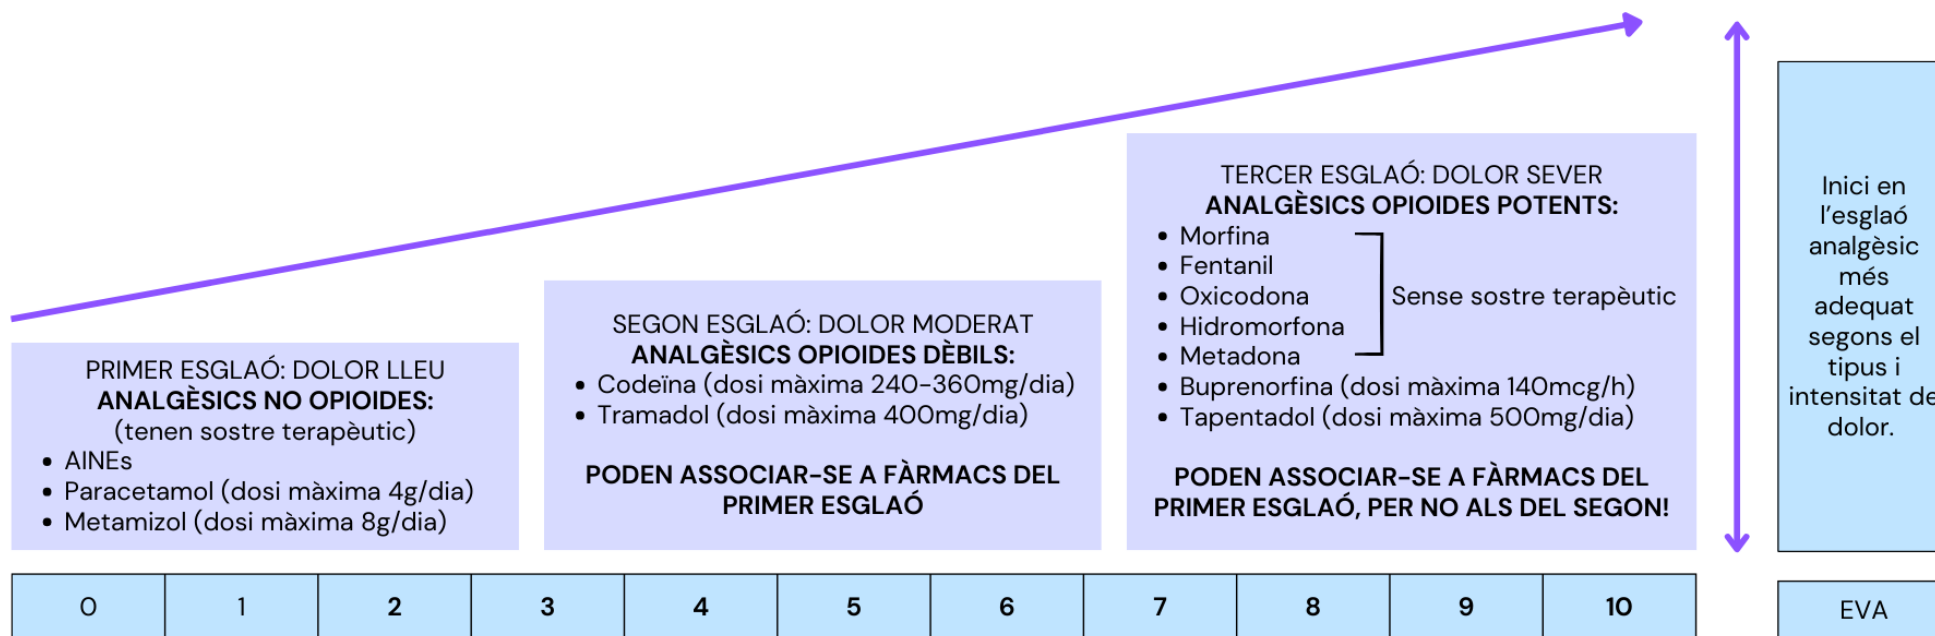 PRIMER ESGLAÓ: DOLOR LLEU
ANALGÈSICS NO OPIOIDES:
(tenen sostre terapèutic)
• AINEs
• Paracetamol (dosi màxima 4g/dia)
• Metamizol (dosi màxima 8g/dia)
SEGON ESGLAÓ: DOLOR MODERAT
ANALGÈSICS OPIOIDES DÈBILS:
• Codeïna (dosi màxima 240-360mg/dia)
• Tramadol (dosi màxima 400mg/dia)
PODEN ASSOCIAR-SE A FÀRMACS DEL
PRIMER ESGLAÓ
TERCER ESGLAÓ: DOLOR SEVER
ANALGÈSICS OPIOIDES POTENTS:
• Morfina
• Fentanil
• Oxicodona
• Hidromorfona
• Metadona
Sense sostre terapèutic
• Buprenorfina (dosi màxima 140mcg/h)
• Tapentadol (dosi màxima 500mg/dia)
PODEN ASSOCIAR-SE A FÀRMACS DEL
PRIMER ESGLAÓ, PER NO ALS DEL SEGON!
Inici en
l'esglaó
analgèsic
més
adequat
segons el
tipus i
intensitat de
dolor.
0 1 2 3 4 5 6 7 8 9 10
EVA